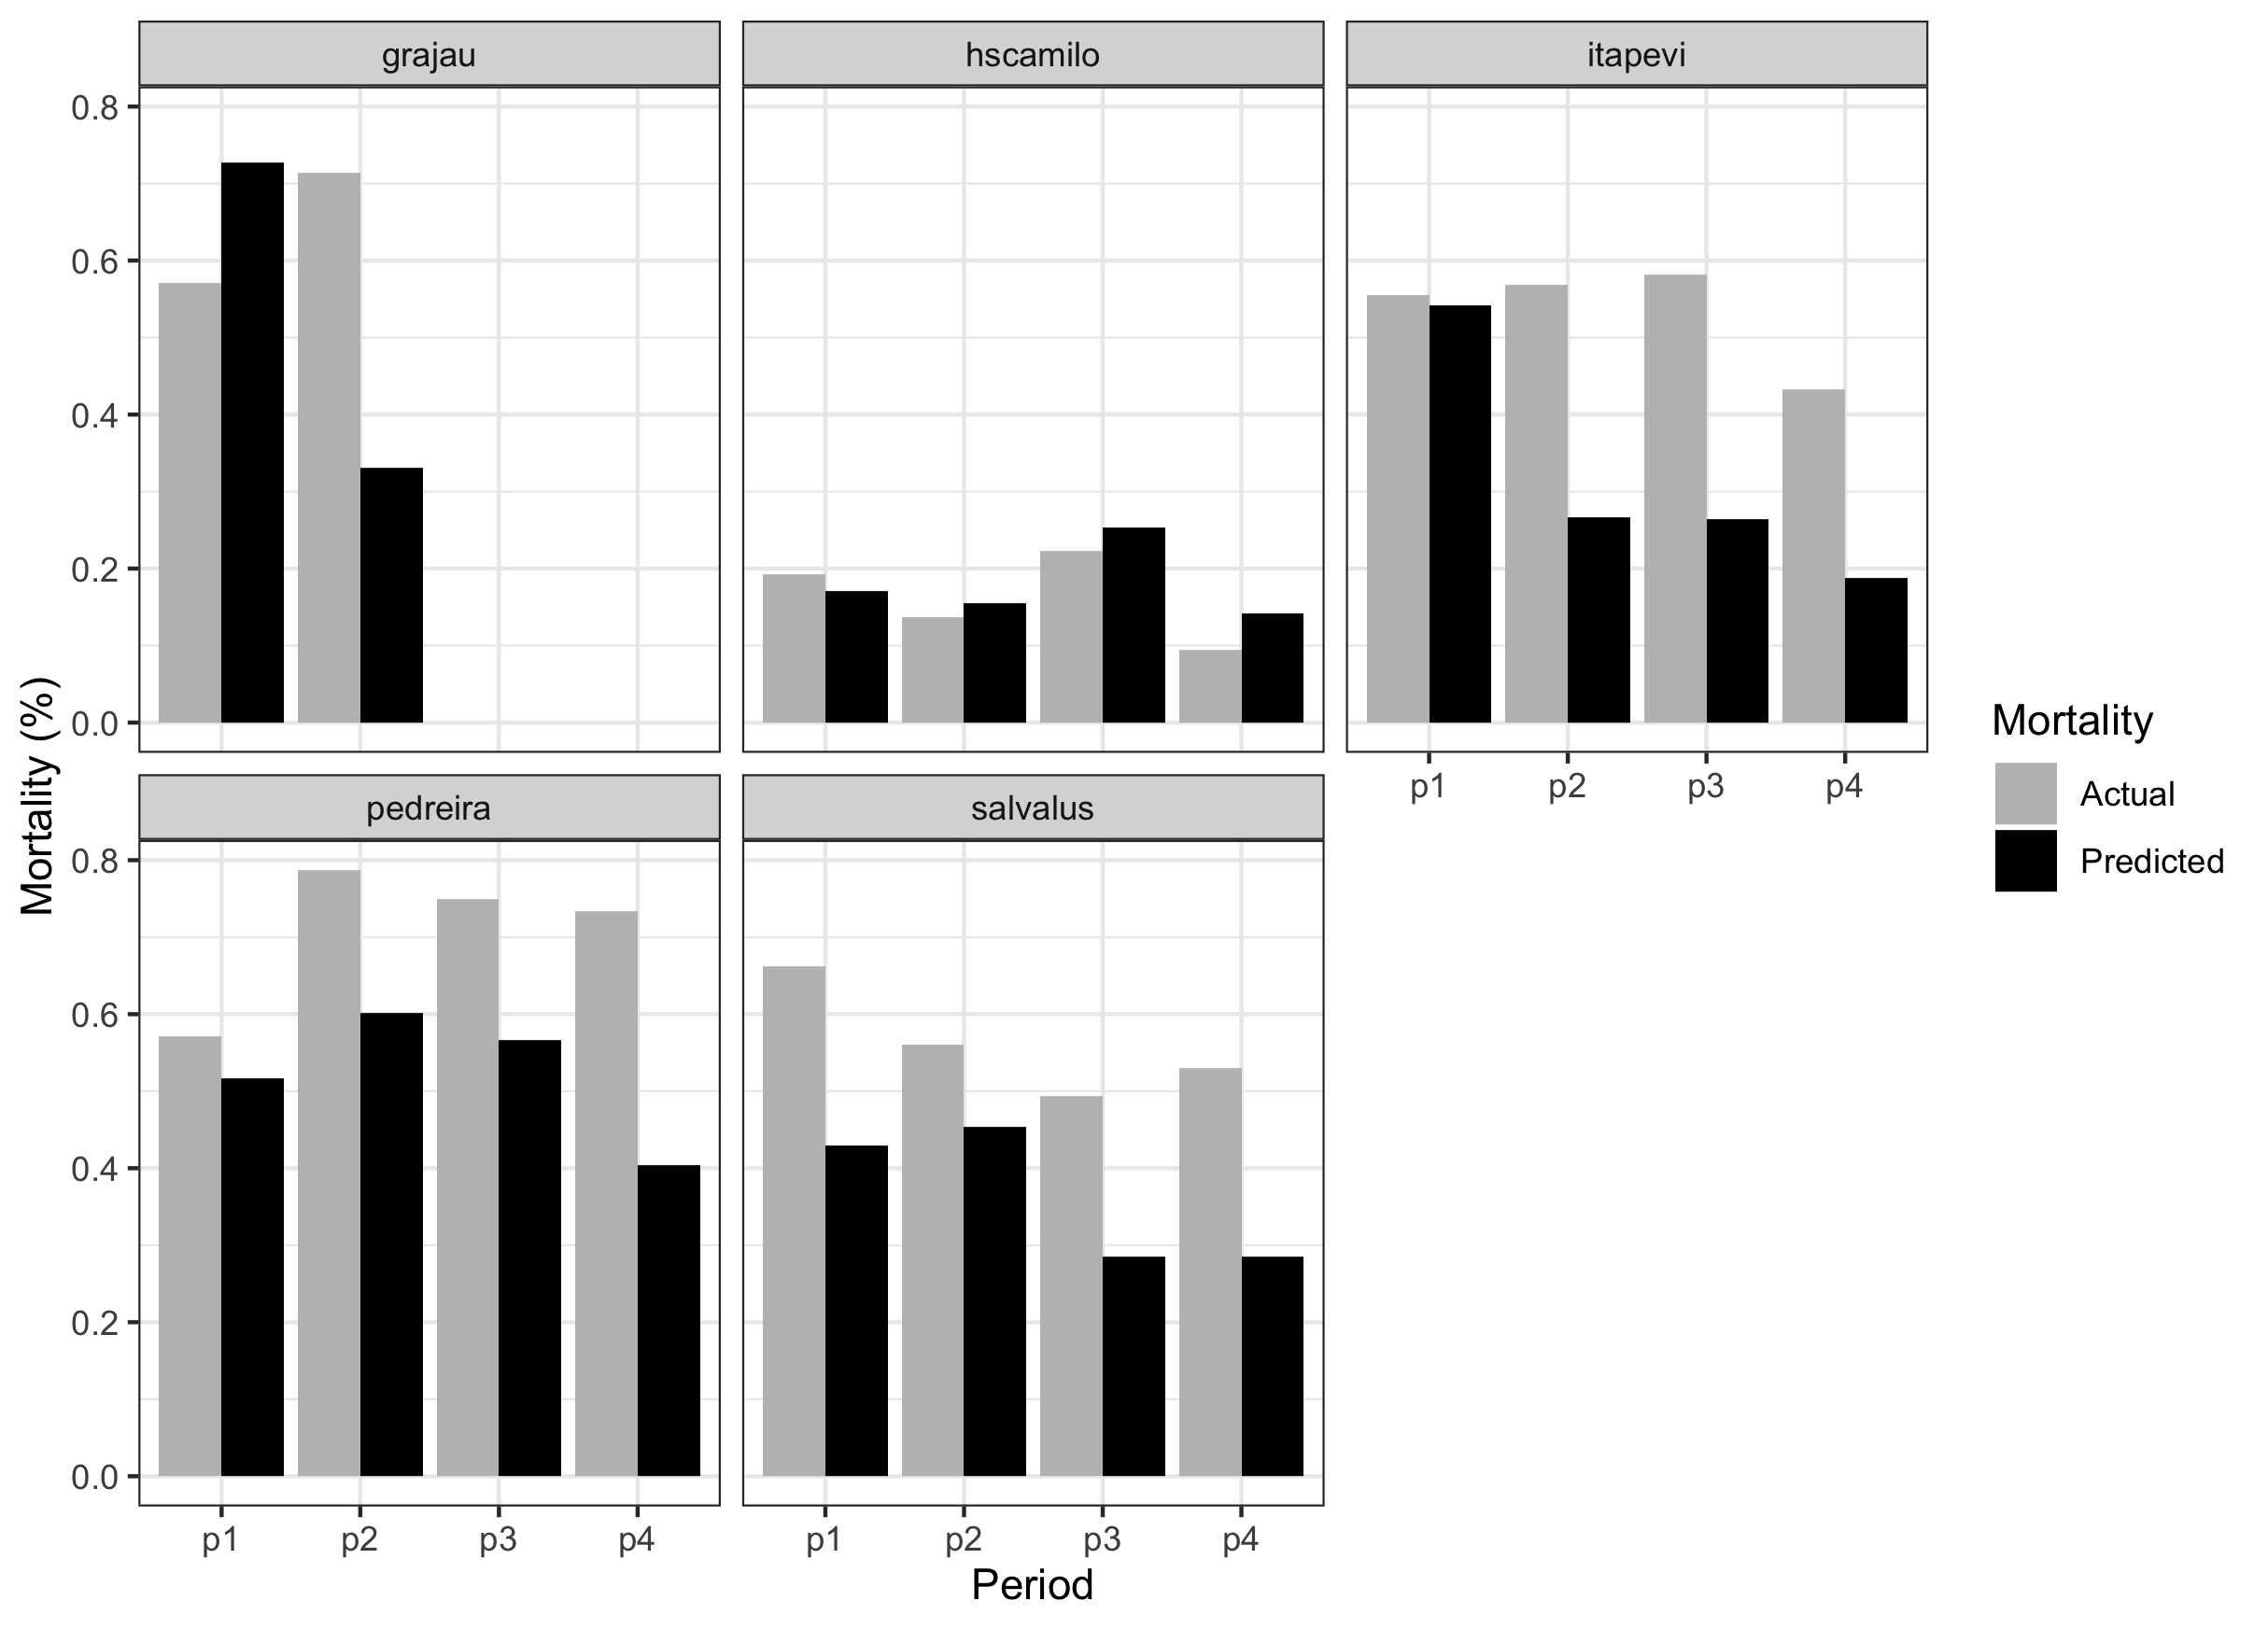 grajau
hscamilo
itapevi
0.8
0.6
0.4
0.2
0.0
p1 p2 p3 p4
pedreira
salvalus
0.8
0.6
0.4
0.2
0.0
p1 p2 p3 p4
p1 p2 p3 p4
Period
Mortality (%)
Mortality
Actual
Predicted